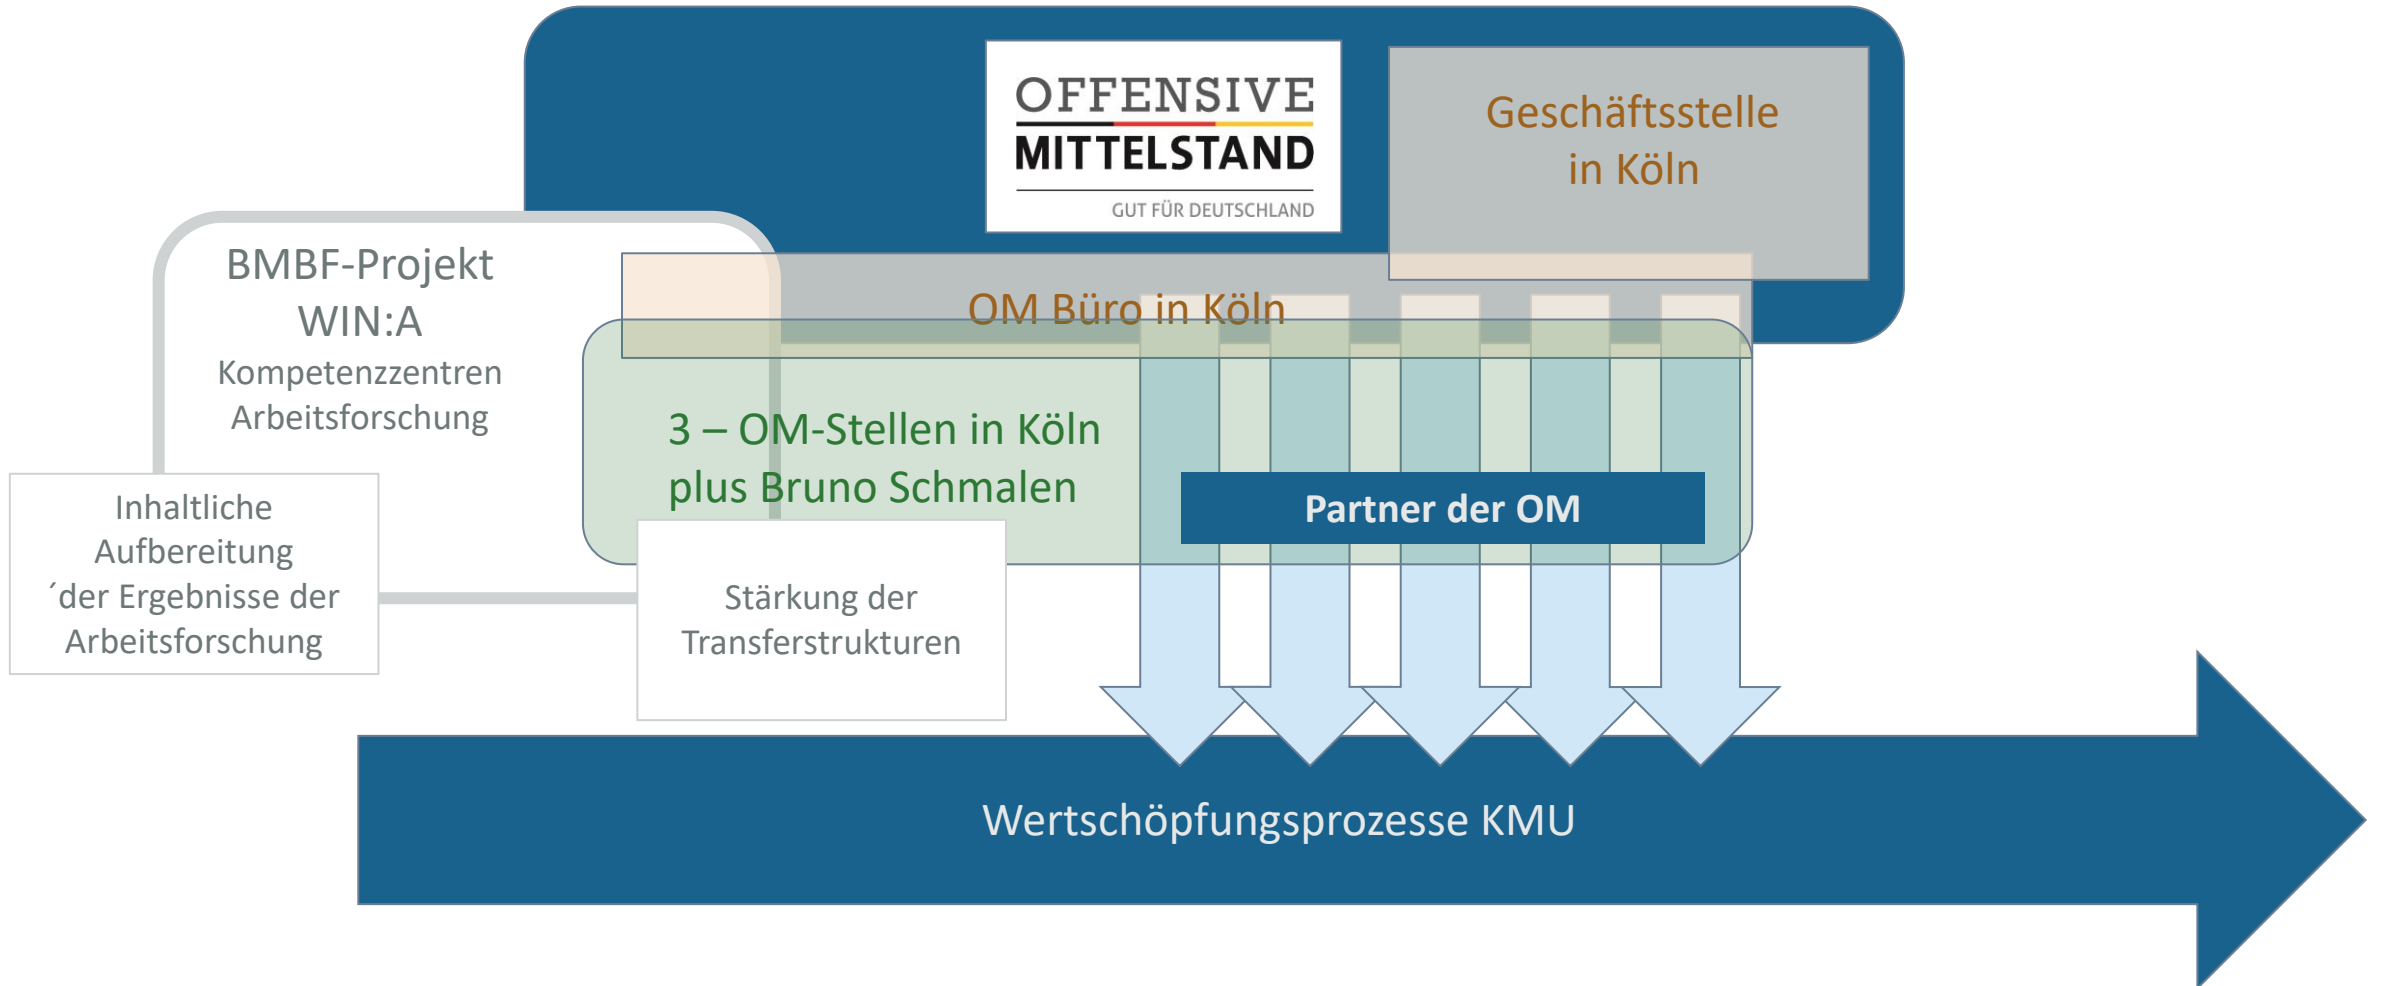 OFFENSIVE
MITTELSTAND
GUT FÜR DEUTSCHLAND
Geschäftsstelle
in Köln
BMBF-Projekt
WIN:A
Kompetenzzentren
Arbeitsforschung
OM Büro in Köln
3 – OM-Stellen in Köln
plus Bruno Schmalen
Partner der OM
Inhaltliche
Aufbereitung
´der Ergebnisse der
Arbeitsforschung
Stärkung der
Transferstrukturen
Wertschöpfungsprozesse KMU